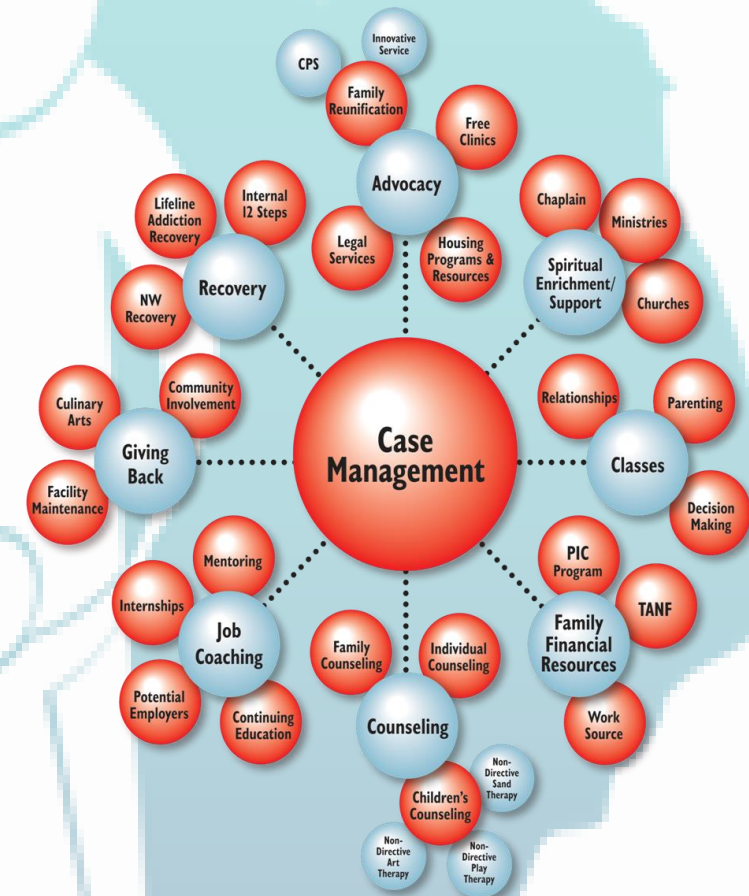 CPS
Innovative
Service
Family
Reunification
Free
Clinics
Advocacy
Legal
Services
Housing
Programs &
Resources
Chaplain
Ministries
Spiritual
Enrichment/
Support
Churches
Relationships
Parenting
Classes
Decision
Making
PIC
Program
TANF
Family
Financial
Resources
Work
Source
Family
Counseling
Individual
Counseling
Counseling
Children's
Counseling
Non-
Directive
Sand
Therapy
Non-
Directive
Art
Therapy
Non-
Directive
Play
Therapy
Mentoring
Internships
Job
Coaching
Potential
Employers
Continuing
Education
Community
Involvement
Culinary
Arts
Giving
Back
Facility
Maintenance
Internal
12 Steps
Lifeline
Addiction
Recovery
Recovery
NW
Recovery
Case
Management